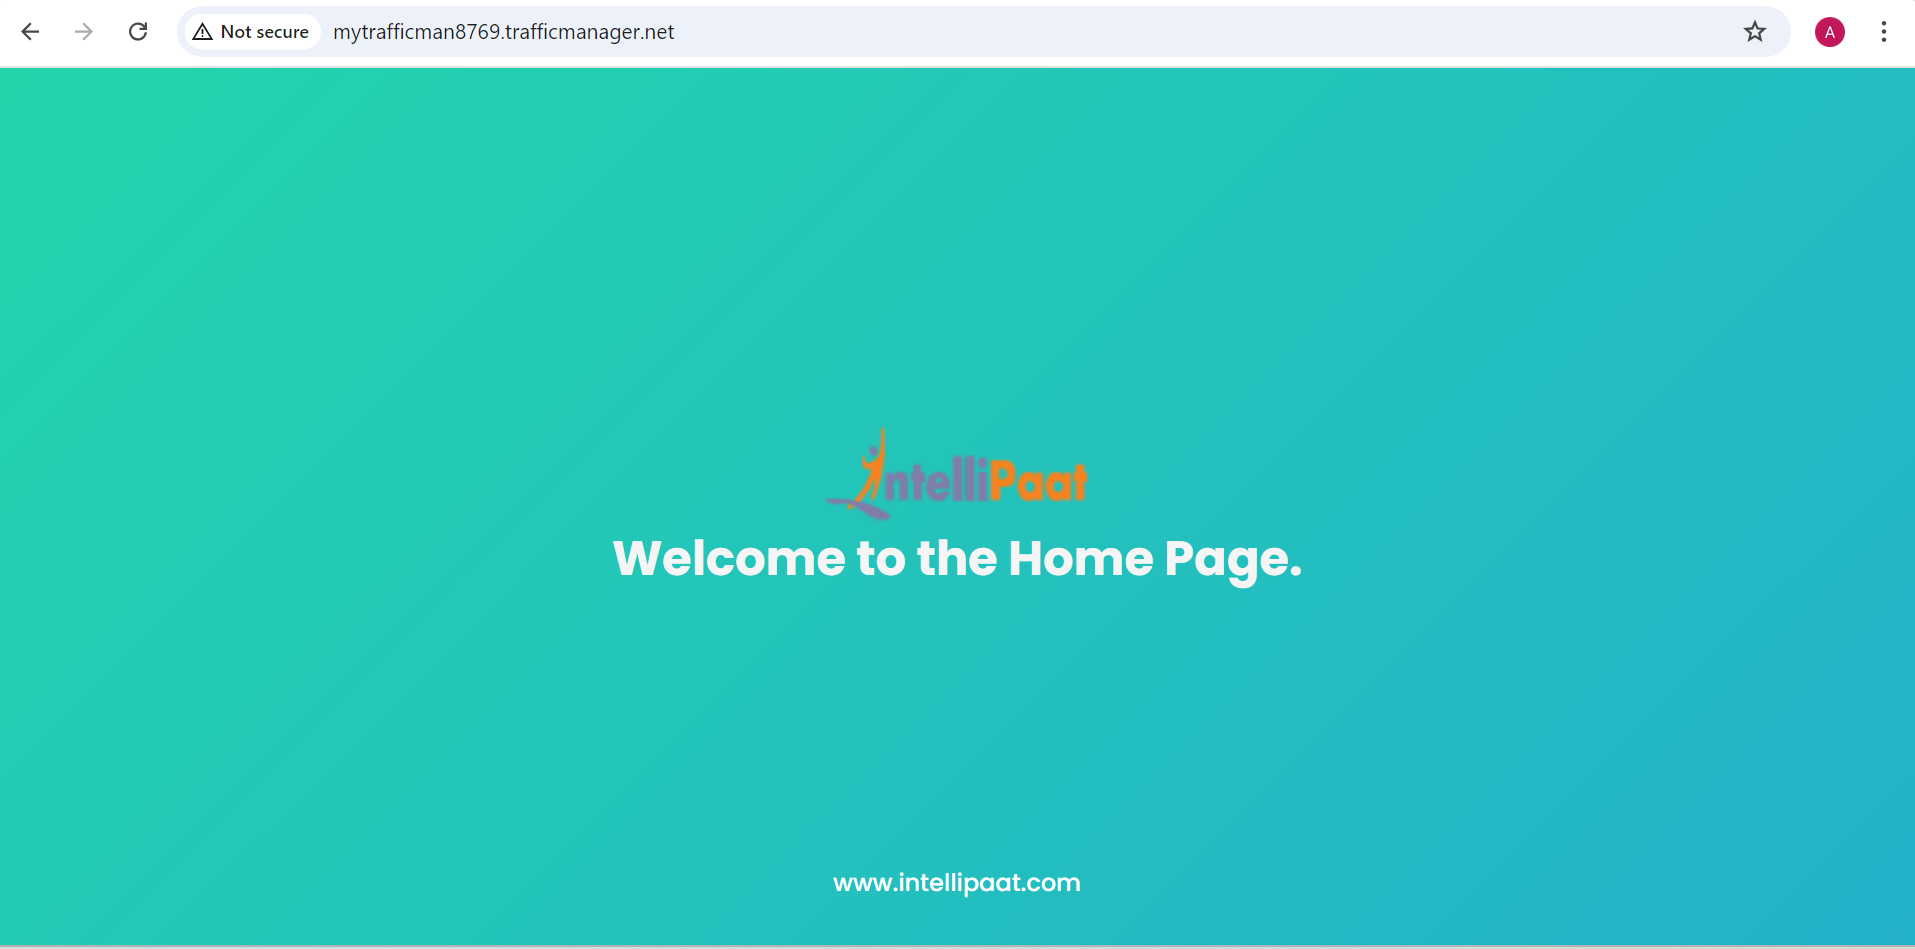 Not secure mytrafficman8769.trafficmanager.net A
IntelliPaat
Welcome to the Home Page.
www.intellipaat.com